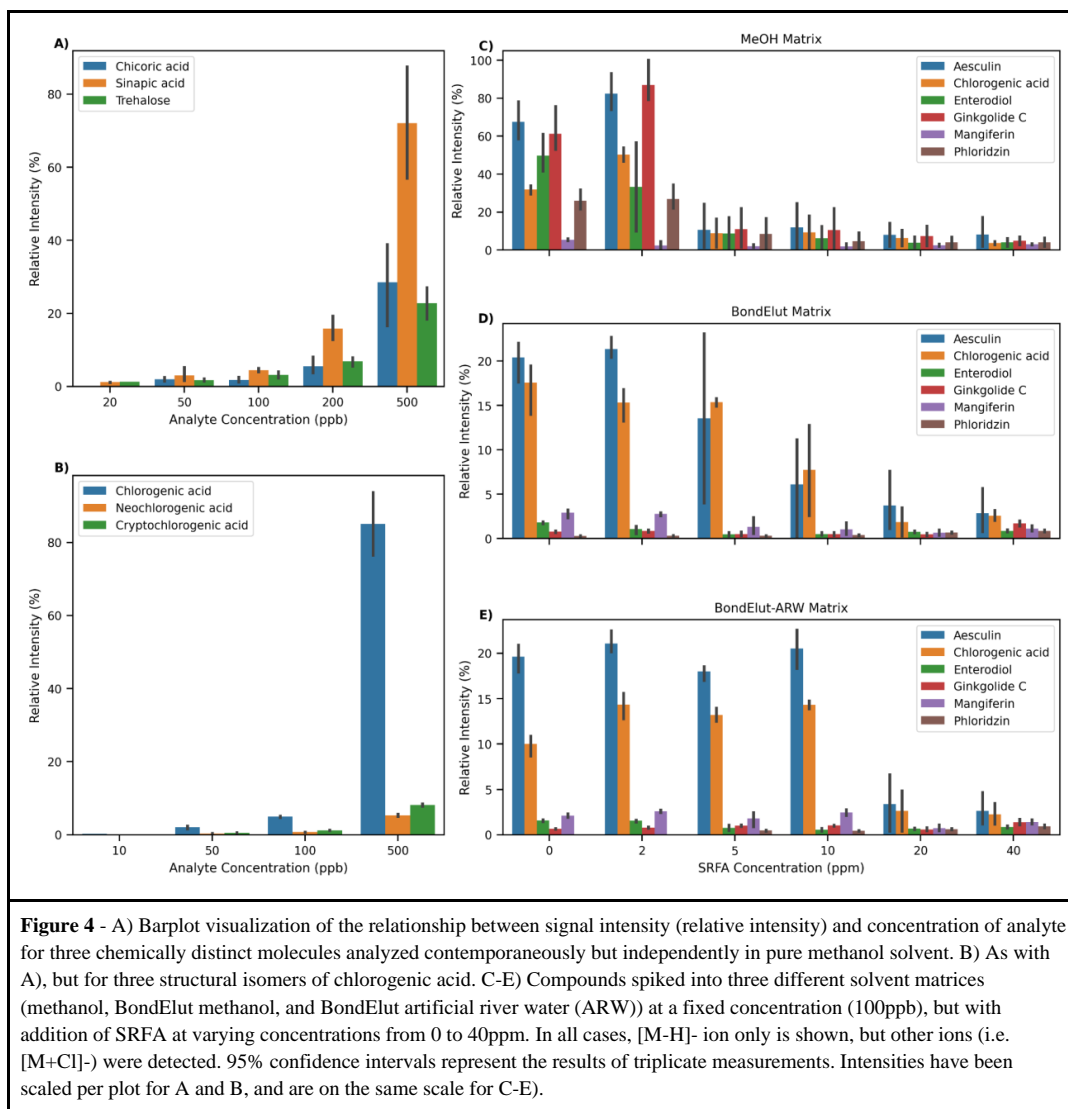 A)
Chicoric acid
Sinapic acid
Trehalose
80
60
40
20
0
Relative Intensity (%)
20 50 100 200 500
Analyte Concentration (ppb)
B)
Chlorogenic acid
Neochlorogenic acid
Cryptochlorogenic acid
80
60
40
20
0
Relative Intensity (%)
10 50 100 500
Analyte Concentration (ppb)
C)
MeOH Matrix
Aesculin
Chlorogenic acid
Enterodiol
Ginkgolide C
Mangiferin
Phloridzin
100
80
60
40
20
0
Relative Intensity (%)
D)
BondElut Matrix
Aesculin
Chlorogenic acid
Enterodiol
Ginkgolide C
Mangiferin
Phloridzin
20
15
10
5
0
Relative Intensity (%)
E)
BondElut-ARW Matrix
Aesculin
Chlorogenic acid
Enterodiol
Ginkgolide C
Mangiferin
Phloridzin
20
15
10
5
0
Relative Intensity (%)
0 2 5 10 20 40
SRFA Concentration (ppm)
Figure 4 - A) Barplot visualization of the relationship between signal intensity (relative intensity) and concentration of analyte
for three chemically distinct molecules analyzed contemporaneously but independently in pure methanol solvent. B) As with
A), but for three structural isomers of chlorogenic acid. C-E) Compounds spiked into three different solvent matrices
(methanol, BondElut methanol, and BondElut artificial river water (ARW)) at a fixed concentration (100ppb), but with
addition of SRFA at varying concentrations from 0 to 40ppm. In all cases, [M-H]- ion only is shown, but other ions (i.e.
[M+Cl]-) were detected. 95% confidence intervals represent the results of triplicate measurements. Intensities have been
scaled per plot for A and B, and are on the same scale for C-E).